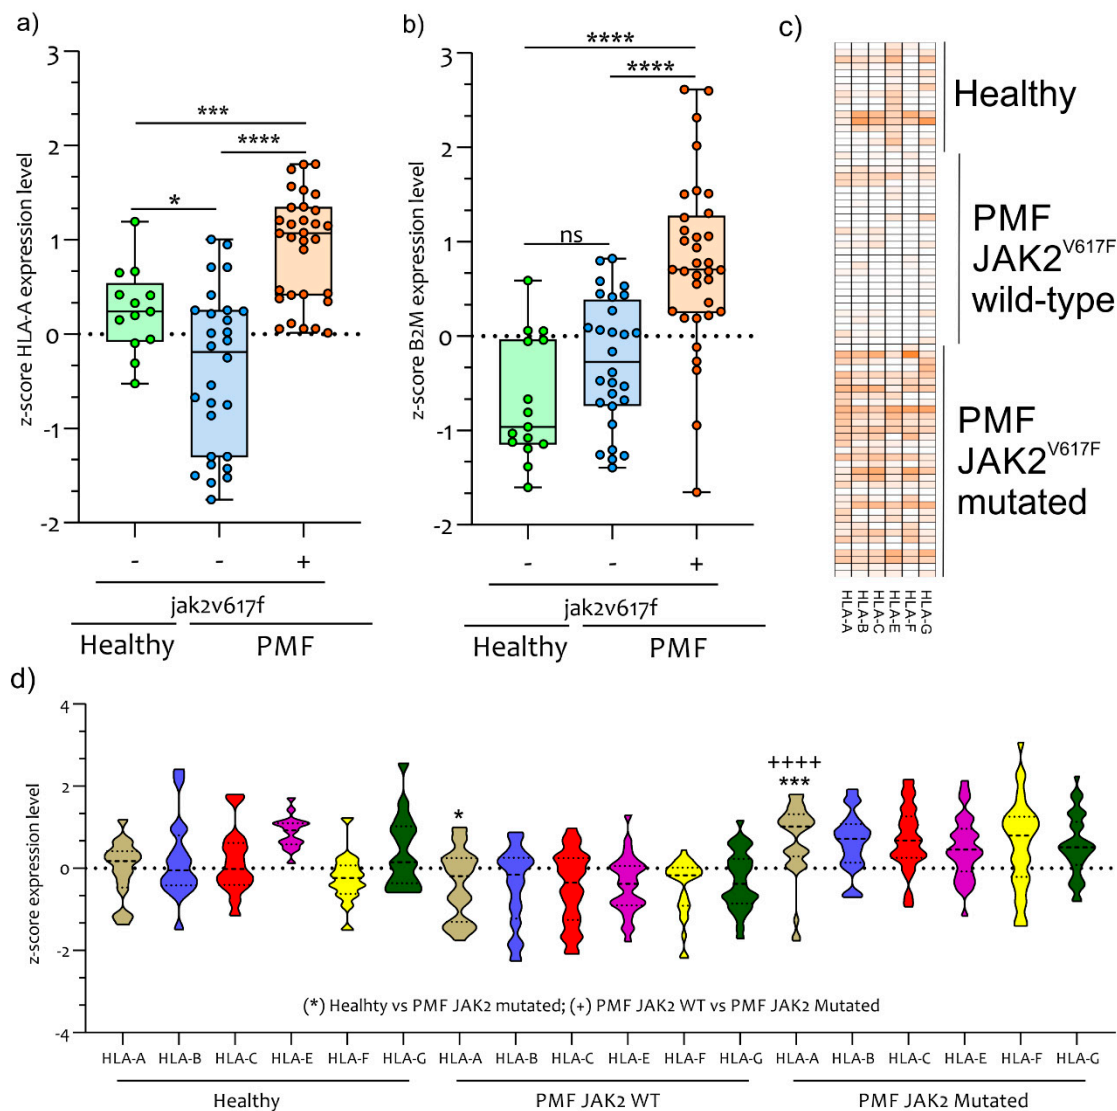 a)
z-score HLA-A expression level
3
2
1
0
-1
-2
***
****
*
- - +
jak2v617f
Healthy PMF
b)
z-score B2M expression level
3
2
1
0
-1
-2
****
****
ns
- - +
jak2v617f
Healthy PMF
c)
Healthy
PMF
JAK2V617F
wild-type
PMF
JAK2V617F
mutated
HLA-A
HLA-B
HLA-C
HLA-E
HLA-F
HLA-G
d)
z-score expression level
4
2
0
-2
-4
*
++++
***
(*) Healhty vs PMF JAK2 mutated; (+) PMF JAK2 WT vs PMF JAK2 Mutated
HLA-A HLA-B HLA-C HLA-E HLA-F HLA-G HLA-A HLA-B HLA-C HLA-E HLA-F HLA-G HLA-A HLA-B HLA-C HLA-E HLA-F HLA-G
Healthy PMF JAK2 WT PMF JAK2 Mutated